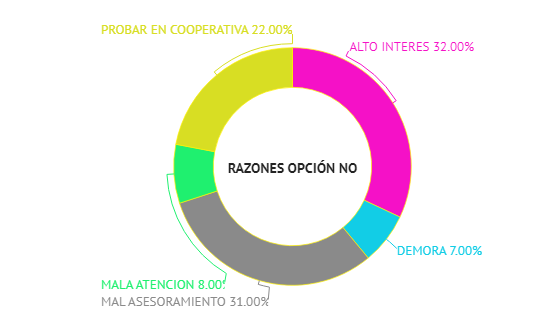 PROBAR EN COOPERATIVA 22.00%
ALTO INTERES 32.00%
RAZONES OPCIÓN NO
DEMORA 7.00%
MALA ATENCION 8.00%
MAL ASESORAMIENTO 31.00%